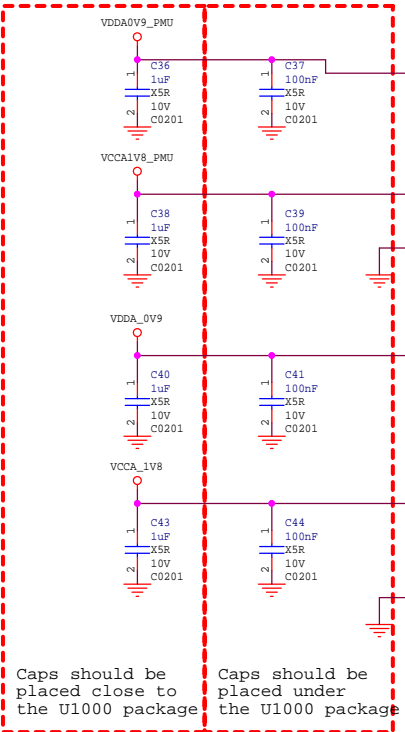 VDDA0V9_PMU
1
2
C36
1uF
X5R
10V
C0201
1
2
C37
100nF
X5R
10V
C0201
VCCA1V8_PMU
1
2
C38
1uF
X5R
10V
C0201
1
2
C39
100nF
X5R
10V
C0201
VDDA_0V9
1
2
C40
1uF
X5R
10V
C0201
1
2
C41
100nF
X5R
10V
C0201
VCCA_1V8
1
2
C43
1uF
X5R
10V
C0201
1
2
C44
100nF
X5R
10V
C0201
Caps should be
placed close to
the U1000 package
Caps should be
placed under
the U1000 package